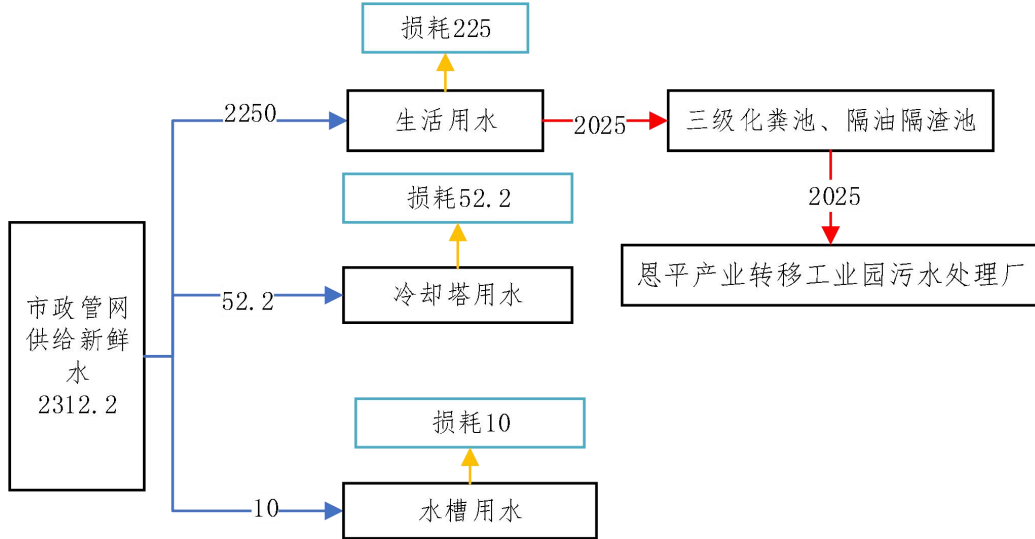 损耗225
2250
生活用水
2025
三级化粪池、隔油隔渣池
2025
损耗52.2
恩平产业转移工业园污水处理厂
52.2
冷却塔用水
市政管网
供给新鲜
水
2312.2
损耗10
10
水槽用水